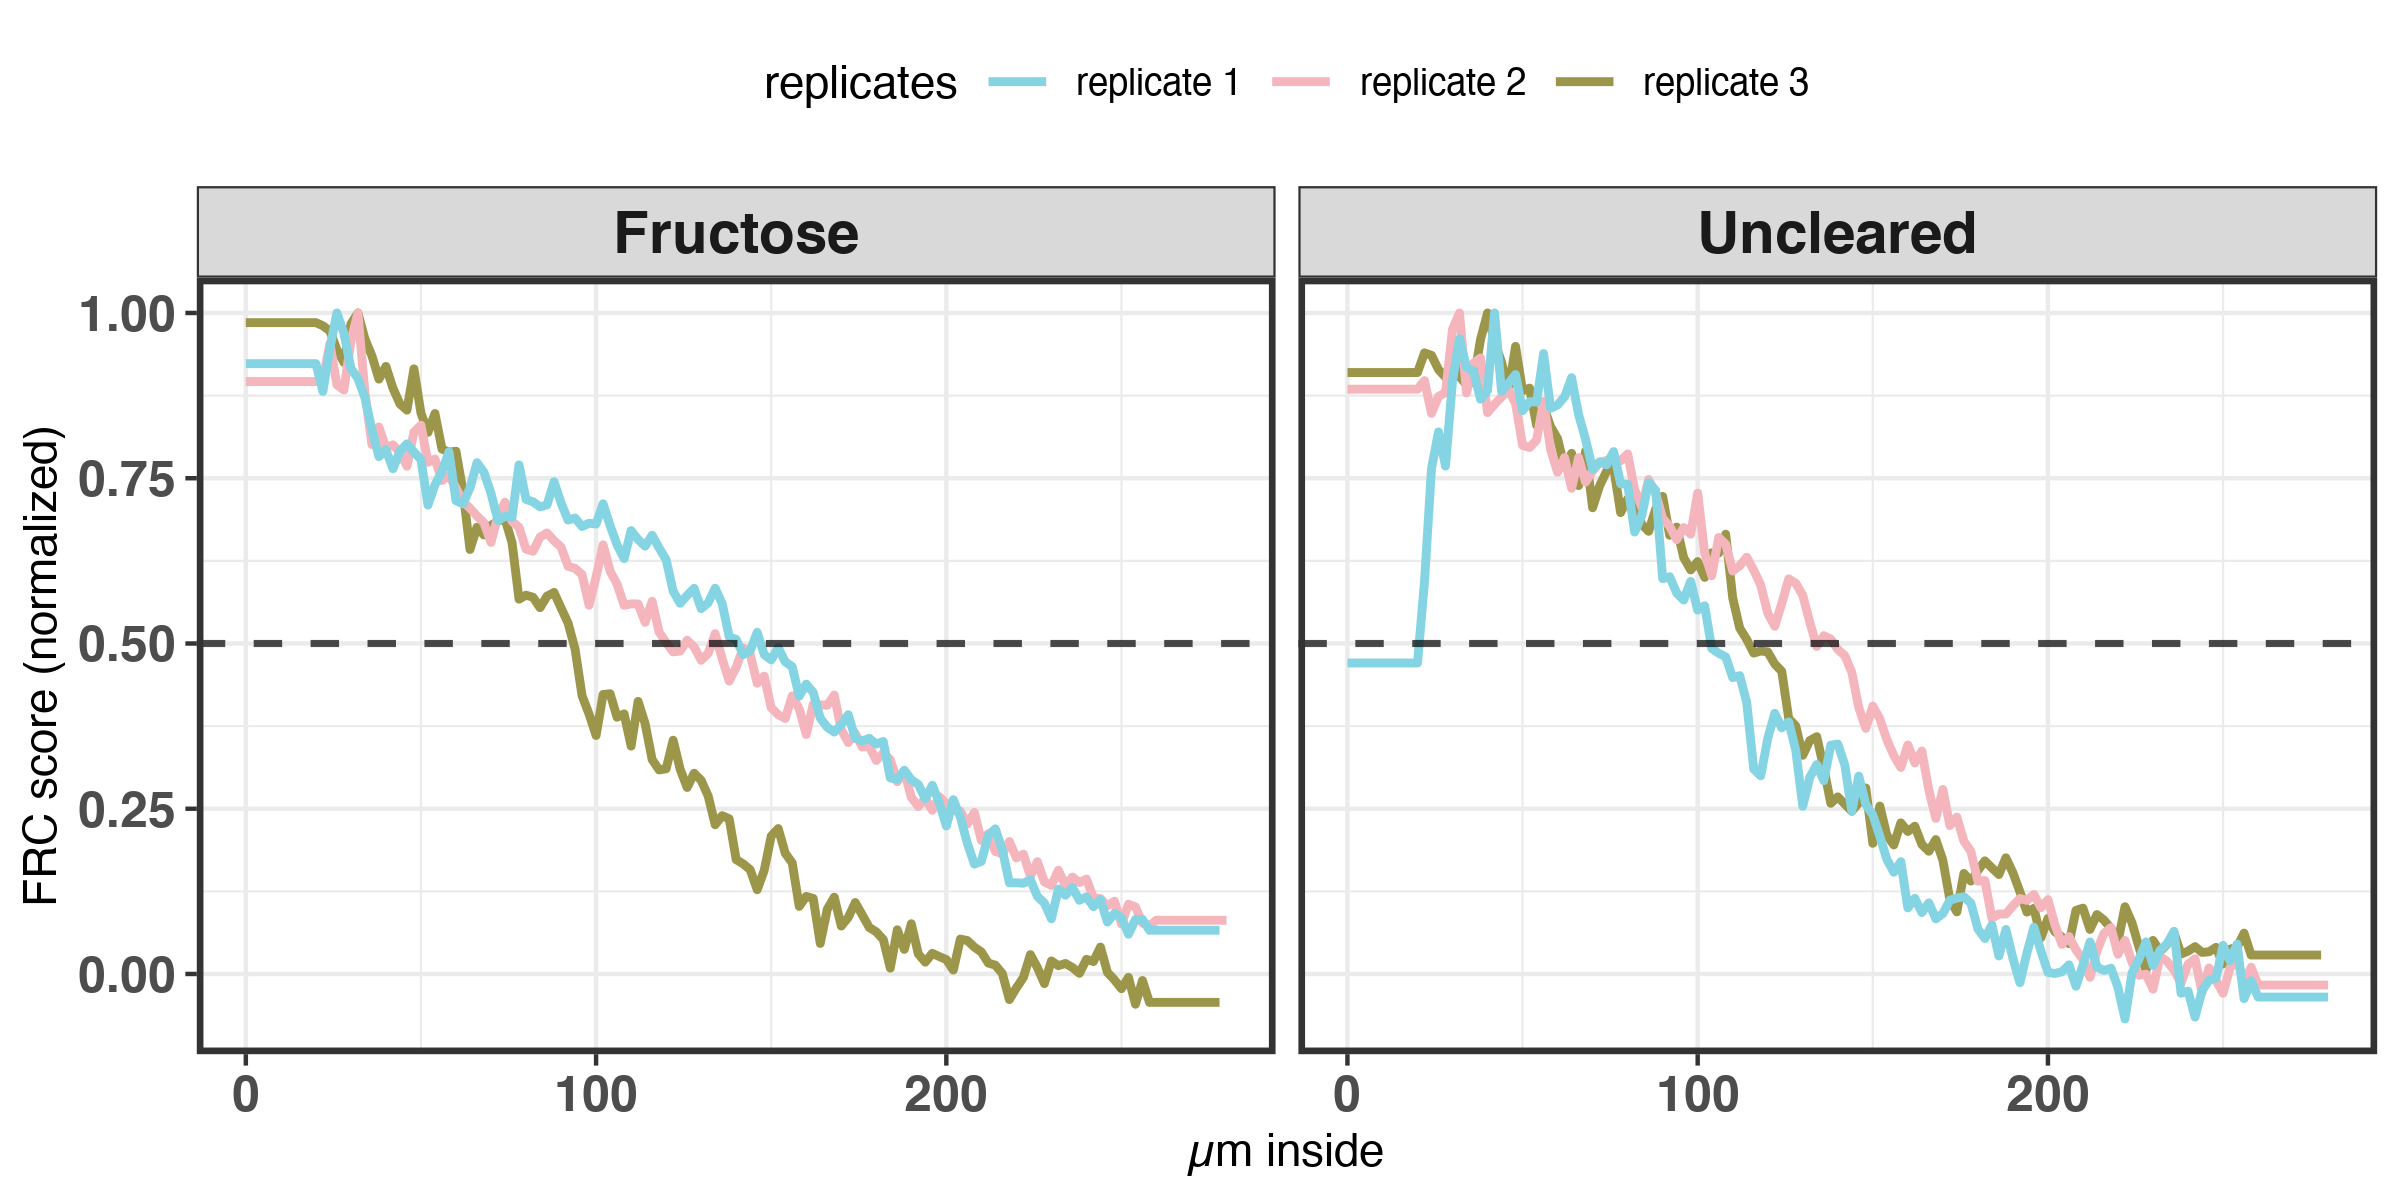 replicates replicate 1 replicate 2 replicate 3
Fructose Uncleared
1.00
0.75
0.50
0.25
0.00
FRC score (normalized)
0 100 200 0 100 200
µm inside